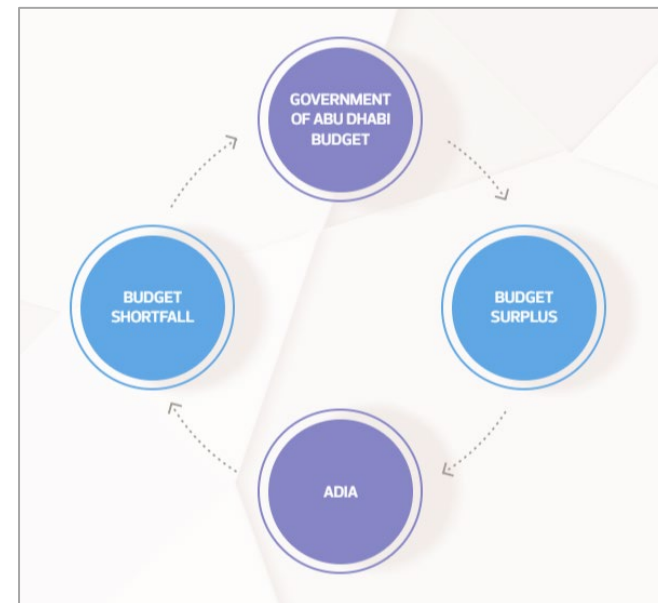 GOVERNMENT
OF ABU DHABI
BUDGET
BUDGET
SHORTFALL
BUDGET
SURPLUS
ADIA